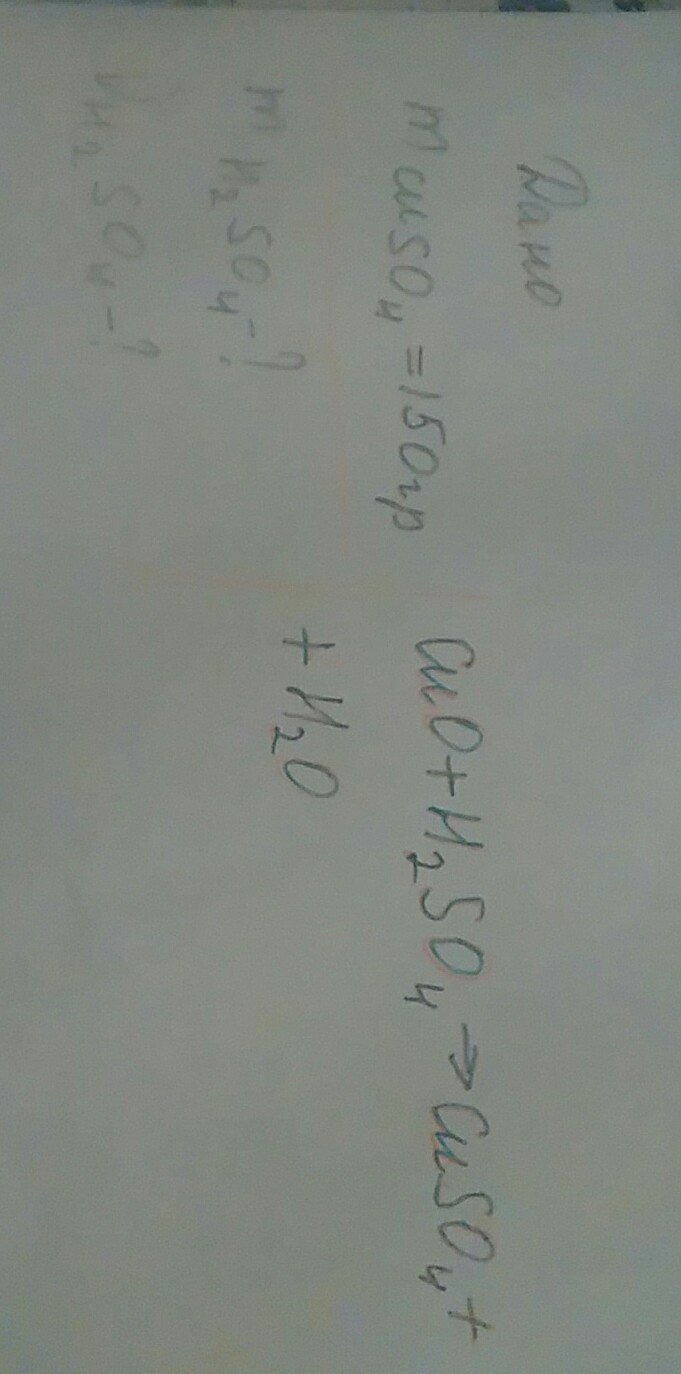 Дано
m CuSO₄ = 150гр
m H₂SO₄ - ?
H₂SO₄ - ?
CuO + H₂SO₄ → CuSO₄ +
+ H₂O